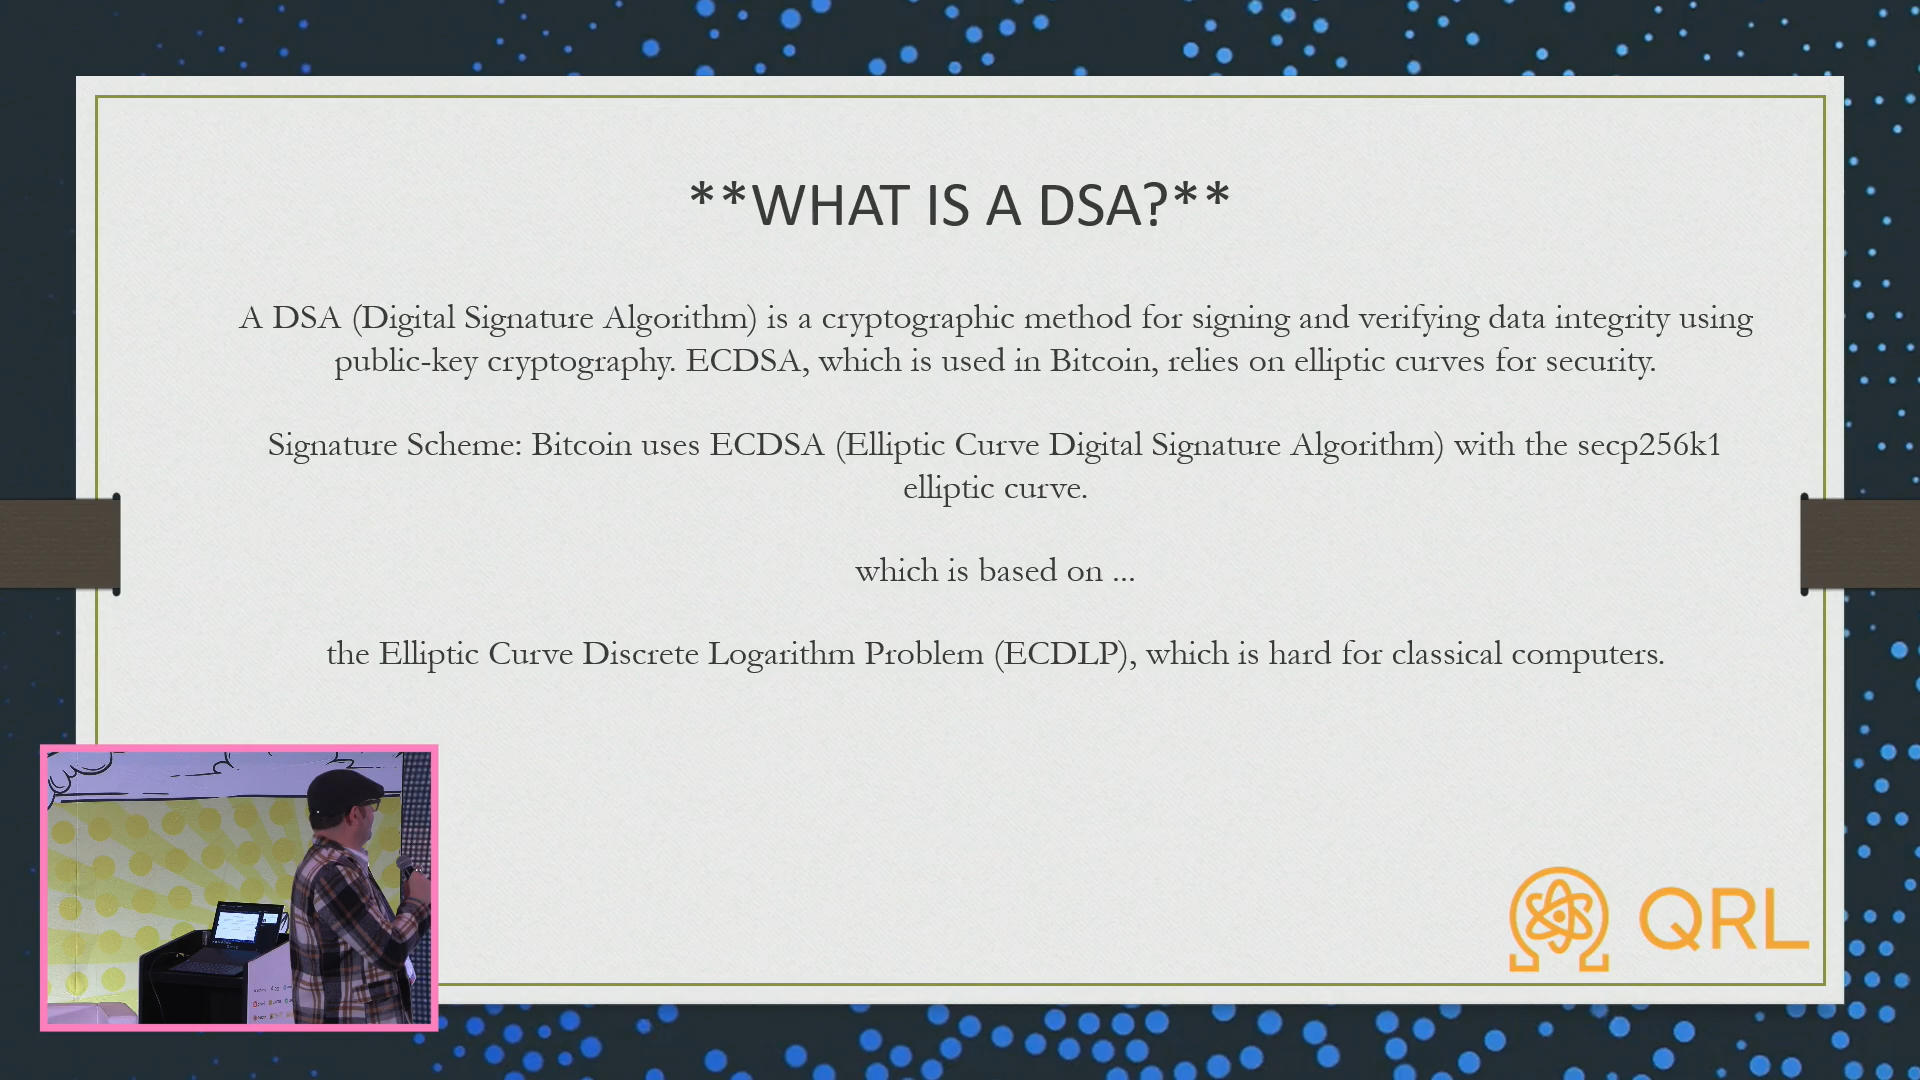 **WHAT IS A DSA?**
A DSA (Digital Signature Algorithm) is a cryptographic method for signing and verifying data integrity using
public-key cryptography. ECDSA, which is used in Bitcoin, relies on elliptic curves for security.
Signature Scheme: Bitcoin uses ECDSA (Elliptic Curve Digital Signature Algorithm) with the secp256k1
elliptic curve.
which is based on ...
the Elliptic Curve Discrete Logarithm Problem (ECDLP), which is hard for classical computers.
QRL